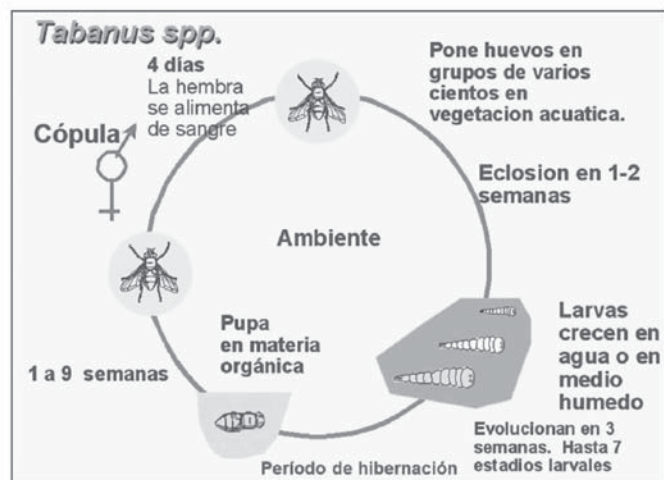 Tabanus spp.
4 días
La hembra
se alimenta
de sangre
Cópula
Pone huevos en
grupos de varios
cientos en
vegetacion acuatica.
Eclosion en 1-2
semanas
Ambiente
Larvas
crecen en
agua o en
medio
humedo
Evolucionan en 3
semanas. Hasta 7
estadios larvales
Pupa
en materia
orgánica
Período de hibernación
1 a 9 semanas